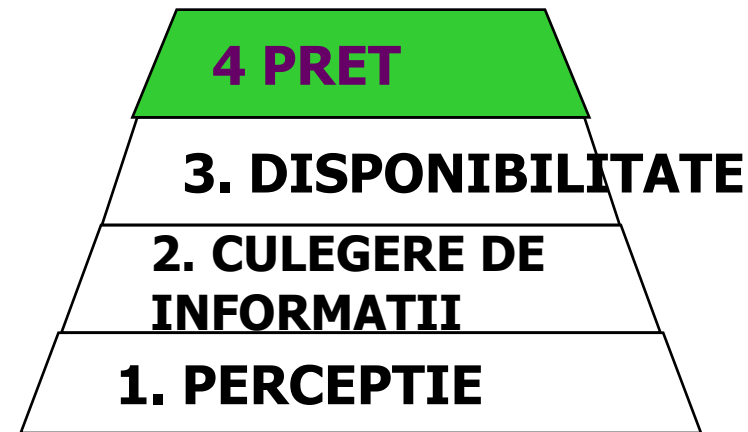 4 PRET
3. DISPONIBILITATE
2. CULEGERE DE
INFORMATII
1. PERCEPTIE